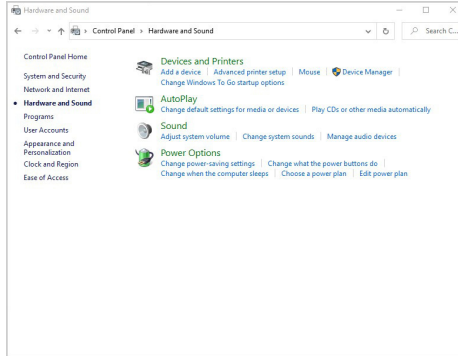 Hardware and Sound
Control Panel > Hardware and Sound
Search C...
Control Panel Home
System and Security
Network and Internet
Hardware and Sound
Programs
User Accounts
Appearance and
Personalization
Clock and Region
Ease of Access
Devices and Printers
Add a device | Advanced printer setup | Mouse | Device Manager |
Change Windows To Go startup options
AutoPlay
Change default settings for media or devices | Play CDs or other media automatically
Sound
Adjust system volume | Change system sounds | Manage audio devices
Power Options
Change power-saving settings | Change what the power buttons do |
Change when the computer sleeps | Choose a power plan | Edit power plan